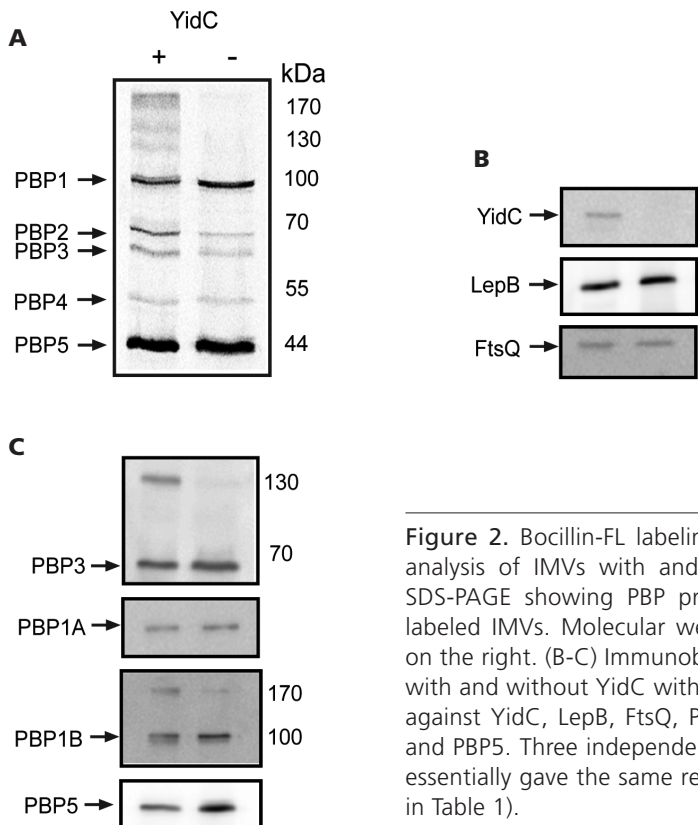 A
YidC
+ -
kDa
170
130
PBP1 100
PBP2 70
PBP3
PBP4 55
PBP5 44
B
YidC
LepB
FtsQ
C
130
PBP3 70
PBP1A
170
PBP1B 100
PBP5
Figure 2. Bocillin-FL labelin
analysis of IMVs with and
SDS-PAGE showing PBP pr
labeled IMVs. Molecular we
on the right. (B-C) Immunob
with and without YidC with
against YidC, LepB, FtsQ, P
and PBP5. Three independe
essentially gave the same re
in Table 1).